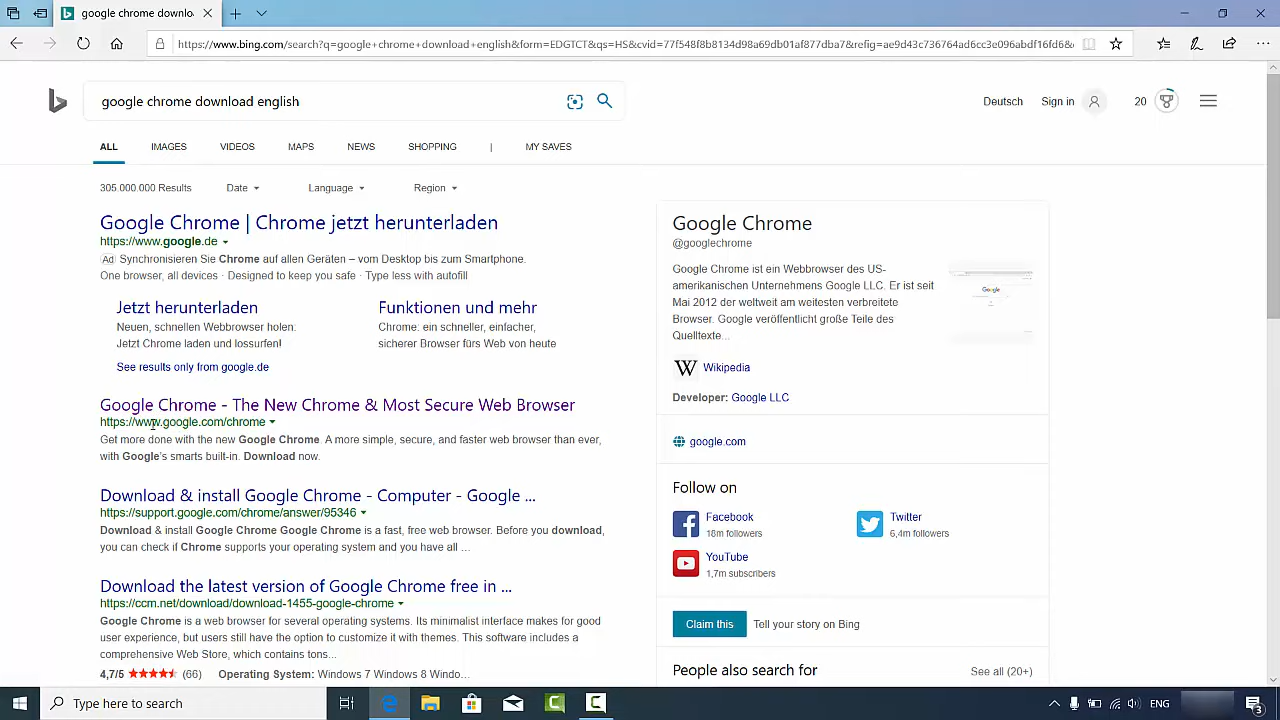 google chrome downlo
https://www.bing.com/search?q=google+chrome+download+english&form=EDGTCT&qs=HS&cvid=77f548f8b8134d98a69db01af877dba7&refig=ae9d43c736764ad6cc3e096abdf16fd6&
google chrome download english
Deutsch Sign in 20
ALL IMAGES VIDEOS MAPS NEWS SHOPPING | MY SAVES
305.000.000 Results Date Language Region
Google Chrome | Chrome jetzt herunterladen
https://www.google.de
Ad Synchronisieren Sie Chrome auf allen Geräten – vom Desktop bis zum Smartphone.
One browser, all devices · Designed to keep you safe · Type less with autofill.
Jetzt herunterladen
Neuen, schnellen Webbrowser holen:
Jetzt Chrome laden und lossurfen!
Funktionen und mehr
Chrome: ein schneller, einfacher,
sicherer Browser fürs Web von heute
See results only from google.de
Google Chrome - The New Chrome & Most Secure Web Browser
https://www.google.com/chrome
Get more done with the new Google Chrome. A more simple, secure, and faster web browser than ever,
with Google's smarts built-in. Download now.
Download & install Google Chrome - Computer - Google ...
https://support.google.com/chrome/answer/95346
Download & install Google Chrome Google Chrome is a fast, free web browser. Before you download,
you can check if Chrome supports your operating system and you have all ...
Download the latest version of Google Chrome free in ...
https://ccm.net/download/download-1455-google-chrome
Google Chrome is a web browser for several operating systems. Its minimalist interface makes for good
user experience, but users still have the option to customize it with themes. This software includes a
comprehensive Web Store, which contains tons...
4,7/5 (66) Operating System: Windows 7 Windows 8 Windo...
Google Chrome
@googlechrome
Google Chrome ist ein Webbrowser des US-
amerikanischen Unternehmens Google LLC. Er ist seit
Mai 2012 der weltweit am weitesten verbreitete
Browser. Google veröffentlicht große Teile des
Quelltexte...
Google
W Wikipedia
Developer: Google LLC
google.com
Follow on
Facebook
18m followers
Twitter
6,4m followers
YouTube
1,7m subscribers
Claim this Tell your story on Bing
People also search for See all (20+)
Type here to search
ENG
3